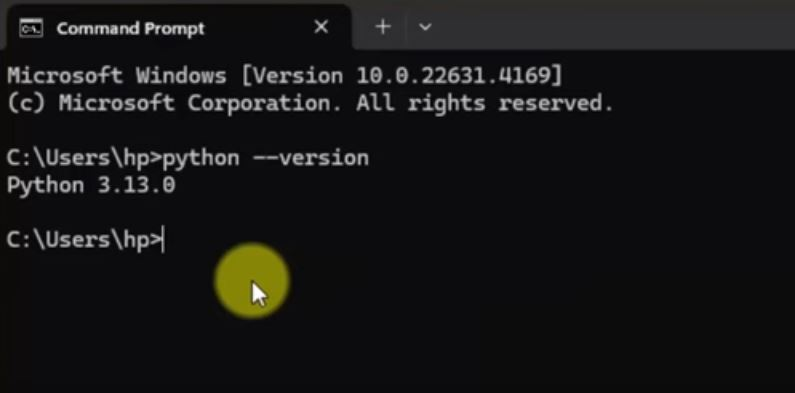 Command Prompt
Microsoft Windows [Version 10.0.22631.4169]
(c) Microsoft Corporation. All rights reserved.
C:\Users\hp>python --version
Python 3.13.0
C:\Users\hp>